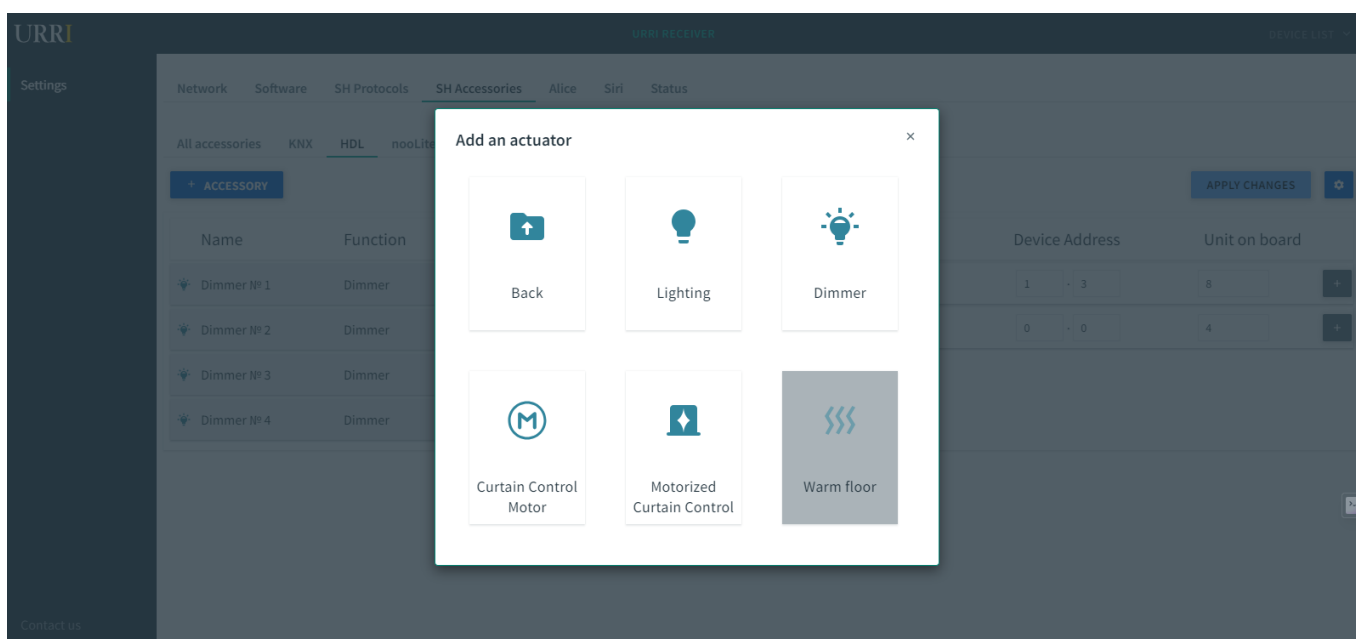 URRI
URRI RECEIVER
DEVICE LIST
Settings
Network Software SH Protocols SH Accessories Alice Siri Status
All accessories KNX HDL nooLite
+ ACCESSORY
APPLY CHANGES
Name Function Device Address Unit on board
Dimmer № 1 Dimmer 1 - 3 8 +
Dimmer № 2 Dimmer 0 - 0 4 +
Dimmer № 3 Dimmer
Dimmer № 4 Dimmer
Add an actuator ×
Back Lighting Dimmer
M
Curtain Control
Motor
Motorized
Curtain Control
Warm floor
Contact us